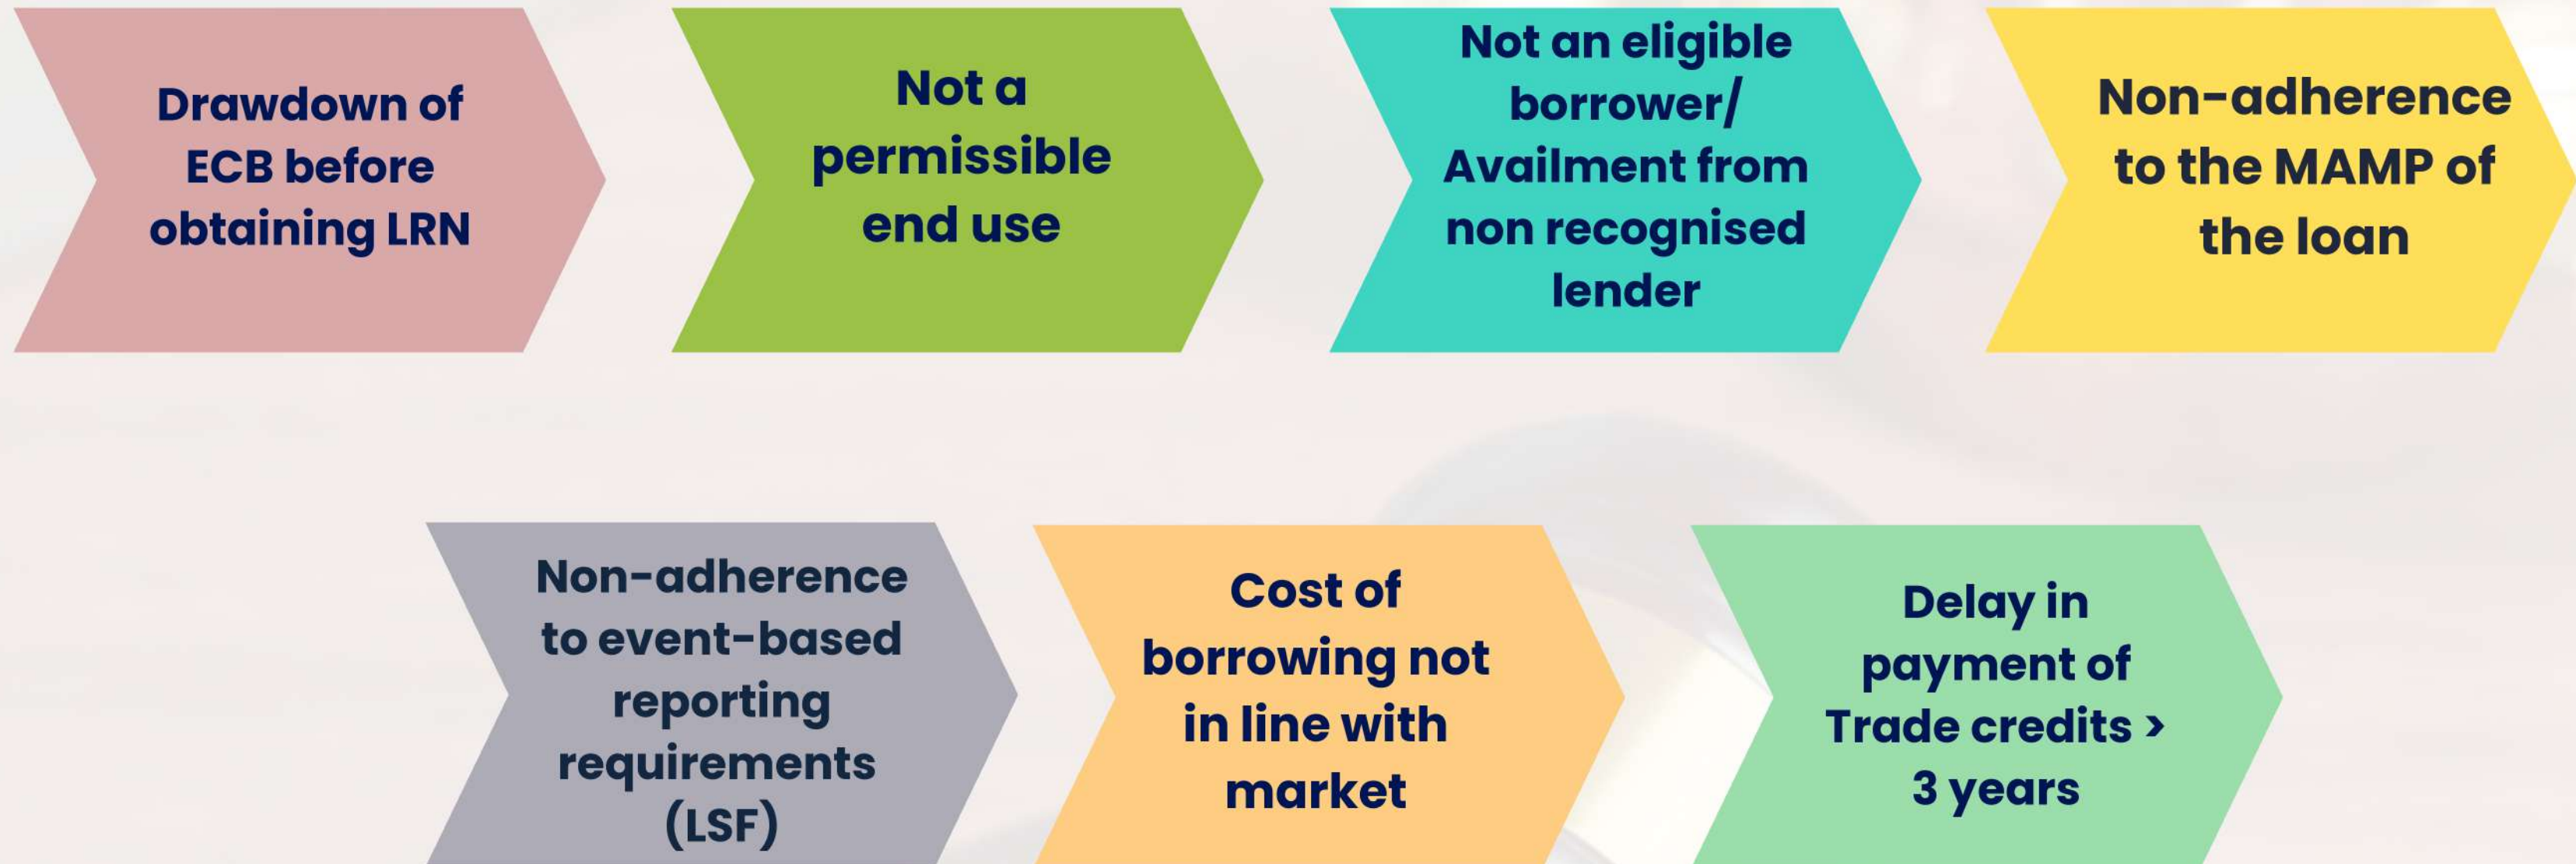 Drawdown of
ECB before
obtaining LRN
Not a
permissible
end use
Not an eligible
borrower/
Availment from
non recognised
lender
Non-adherence
to the MAMP of
the loan
Non-adherence
to event-based
reporting
requirements
(LSF)
Cost of
borrowing not
in line with
market
Delay in
payment of
Trade credits >
3 years